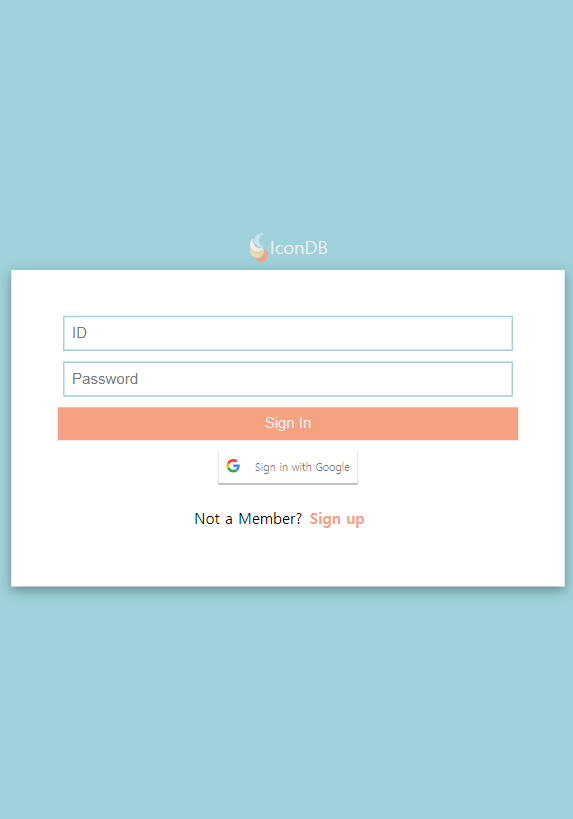 IconDB
ID
Password
Sign In
Sign in with Google
Not a Member? Sign up